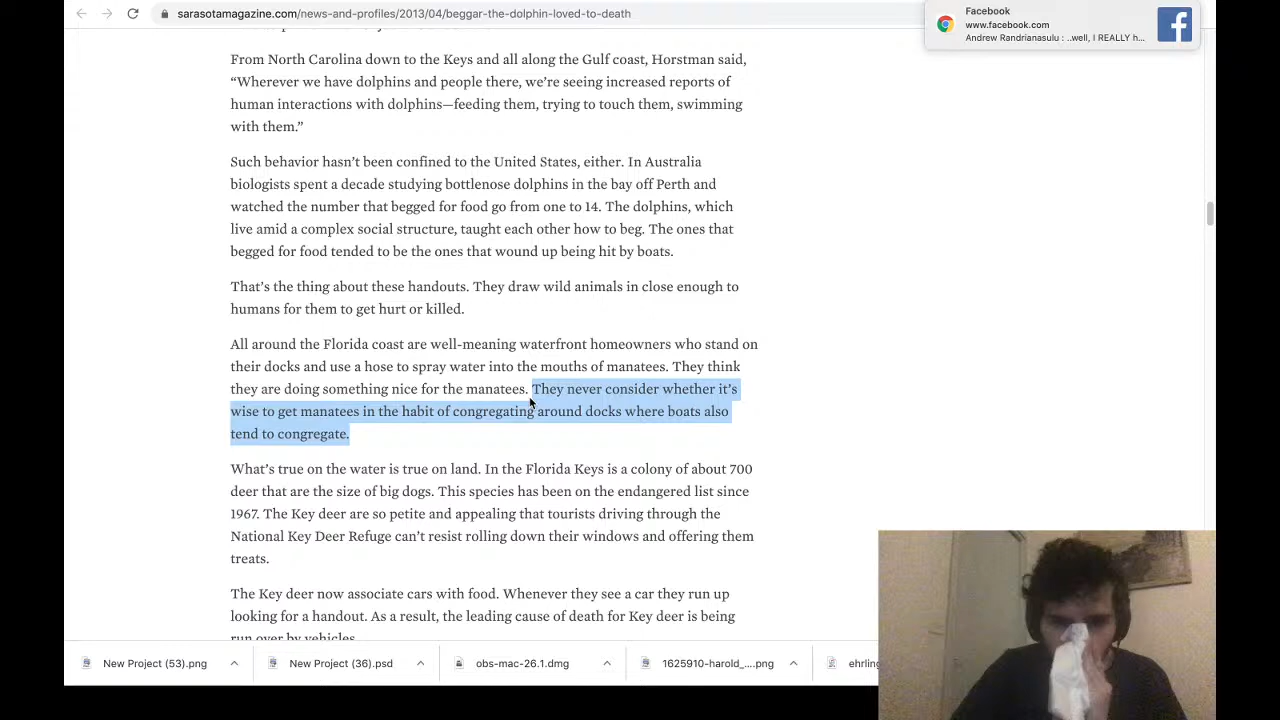 sarasotamagazine.com/news-and-profiles/2013/04/beggar-the-dolphin-loved-to-death
Facebook
www.facebook.com
Andrew Randrianasulu : ..well, I REALLY h...
From North Carolina down to the Keys and all along the Gulf coast, Horstman said,
“Wherever we have dolphins and people there, we’re seeing increased reports of
human interactions with dolphins—feeding them, trying to touch them, swimming
with them.”
Such behavior hasn’t been confined to the United States, either. In Australia
biologists spent a decade studying bottlenose dolphins in the bay off Perth and
watched the number that begged for food go from one to 14. The dolphins, which
live amid a complex social structure, taught each other how to beg. The ones that
begged for food tended to be the ones that wound up being hit by boats.
That’s the thing about these handouts. They draw wild animals in close enough to
humans for them to get hurt or killed.
All around the Florida coast are well-meaning waterfront homeowners who stand on
their docks and use a hose to spray water into the mouths of manatees. They think
they are doing something nice for the manatees. They never consider whether it’s
wise to get manatees in the habit of congregating around docks where boats also
tend to congregate.
What’s true on the water is true on land. In the Florida Keys is a colony of about 700
deer that are the size of big dogs. This species has been on the endangered list since
1967. The Key deer are so petite and appealing that tourists driving through the
National Key Deer Refuge can’t resist rolling down their windows and offering them
treats.
The Key deer now associate cars with food. Whenever they see a car they run up
looking for a handout. As a result, the leading cause of death for Key deer is being
run over by vehicles.
New Project (53).png
New Project (36).psd
obs-mac-26.1.dmg
1625910-harold_....png
ehrling